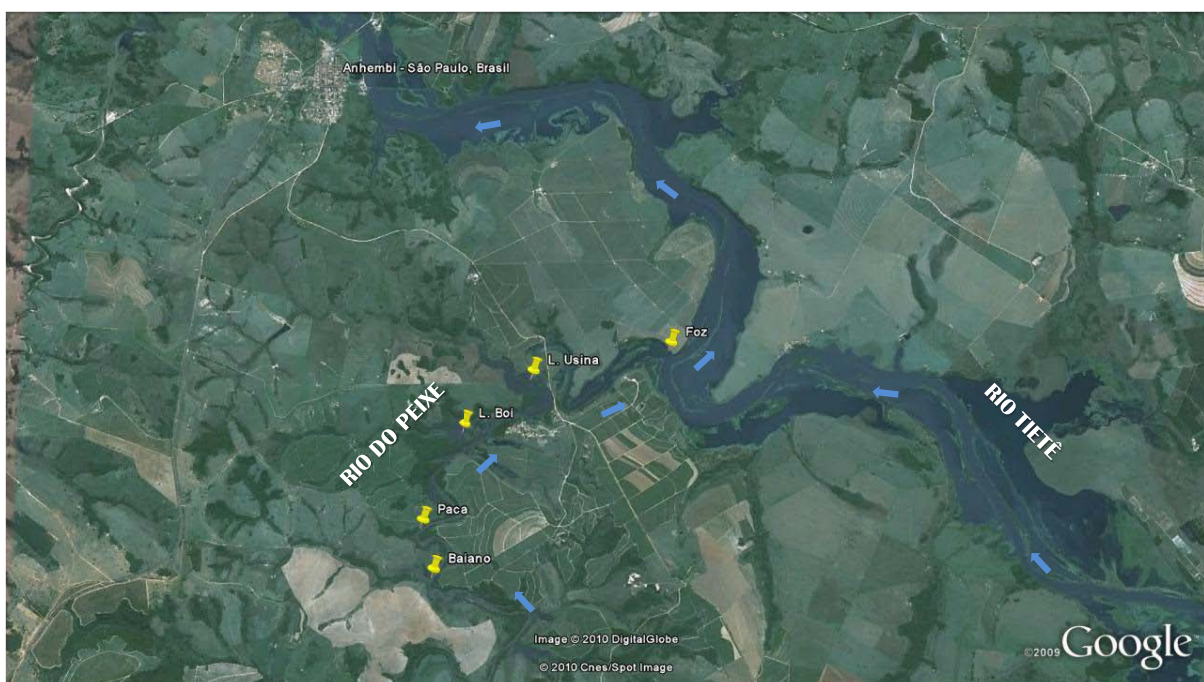 Anhembi - São Paulo, Brasil
Foz
L. Usina
RIO DO PEIXE
RIO TIETÊ
L. Boi
Paca
Baiano
Image © 2010 DigitalGlobe
© 2010 Cnes/Spot Image
©2009 Google